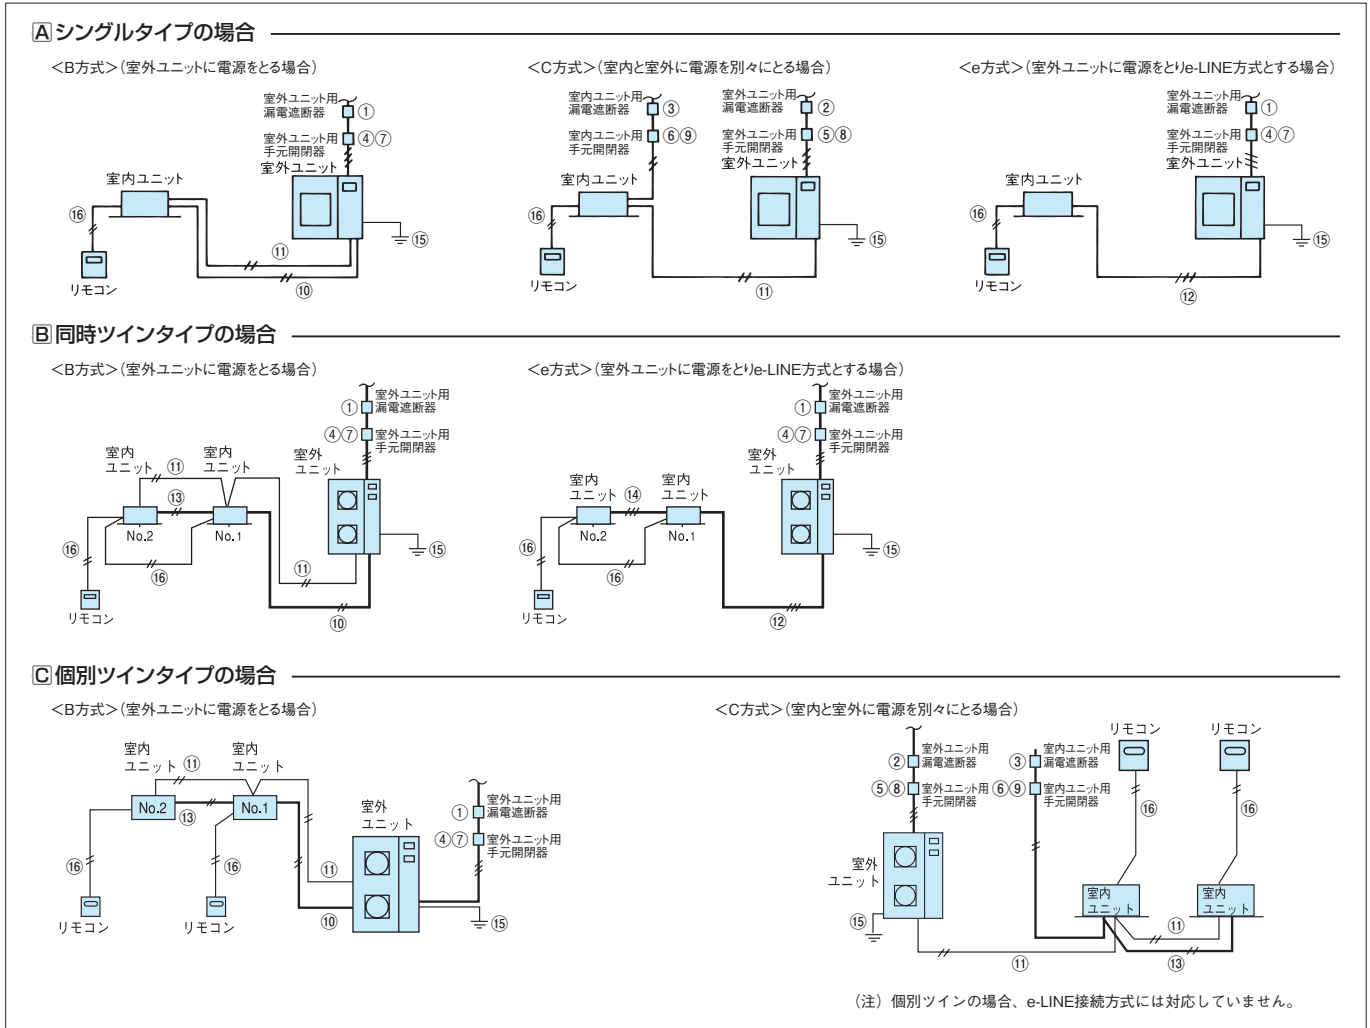 Aシングルタイプの場合
<B方式>(室外ユニットに電源をとる場合)
室外ユニット用
漏電遮断器
①
室外ユニット用
手元開閉器
④⑦
室外ユニット
室内ユニット
⑯
リモコン
⑪
⑩
⑮
<C方式>(室内と室外に電源を別々にとる場合)
室内ユニット用
漏電遮断器
③
室内ユニット用
手元開閉器
⑥⑨
室外ユニット用
漏電遮断器
②
室外ユニット用
手元開閉器
⑤⑧
室外ユニット
室内ユニット
⑯
リモコン
⑪
⑮
<e方式>(室外ユニットに電源をとりe-LINE方式とする場合)
室外ユニット用
漏電遮断器
①
室外ユニット用
手元開閉器
④⑦
室外ユニット
室内ユニット
⑯
リモコン
⑫
⑮
B同時ツインタイプの場合
<B方式>(室外ユニットに電源をとる場合)
①
室外ユニット用
漏電遮断器
④⑦
室外ユニット用
手元開閉器
室内
ユニット
⑪
室内
ユニット
室外
ユニット
⑬
No.2
No.1
⑯
⑯
⑪
⑮
リモコン
⑩
<e方式>(室外ユニットに電源をとりe-LINE方式とする場合)
①
室外ユニット用
漏電遮断器
④⑦
室外ユニット用
手元開閉器
室外
ユニット
室内
ユニット
⑭
室内
ユニット
No.2
No.1
⑯
⑯
⑮
リモコン
⑫
C個別ツインタイプの場合
<B方式>(室外ユニットに電源をとる場合)
室内
ユニット
⑪
室内
ユニット
No.2
⑬
No.1
室外
ユニット
①
室外ユニット用
漏電遮断器
④⑦
室外ユニット用
手元開閉器
⑯
⑯
⑪
⑩
⑮
リモコン
リモコン
<C方式>(室内と室外に電源を別々にとる場合)
リモコン
リモコン
②
室外ユニット用
漏電遮断器
③
室内ユニット用
漏電遮断器
⑤⑧
室外ユニット用
手元開閉器
⑥⑨
室内ユニット用
手元開閉器
⑯
⑯
室外
ユニット
室内
ユニット
室内
ユニット
⑮
⑪
⑪
⑬
(注)個別ツインの場合、e-LINE接続方式には対応していません。